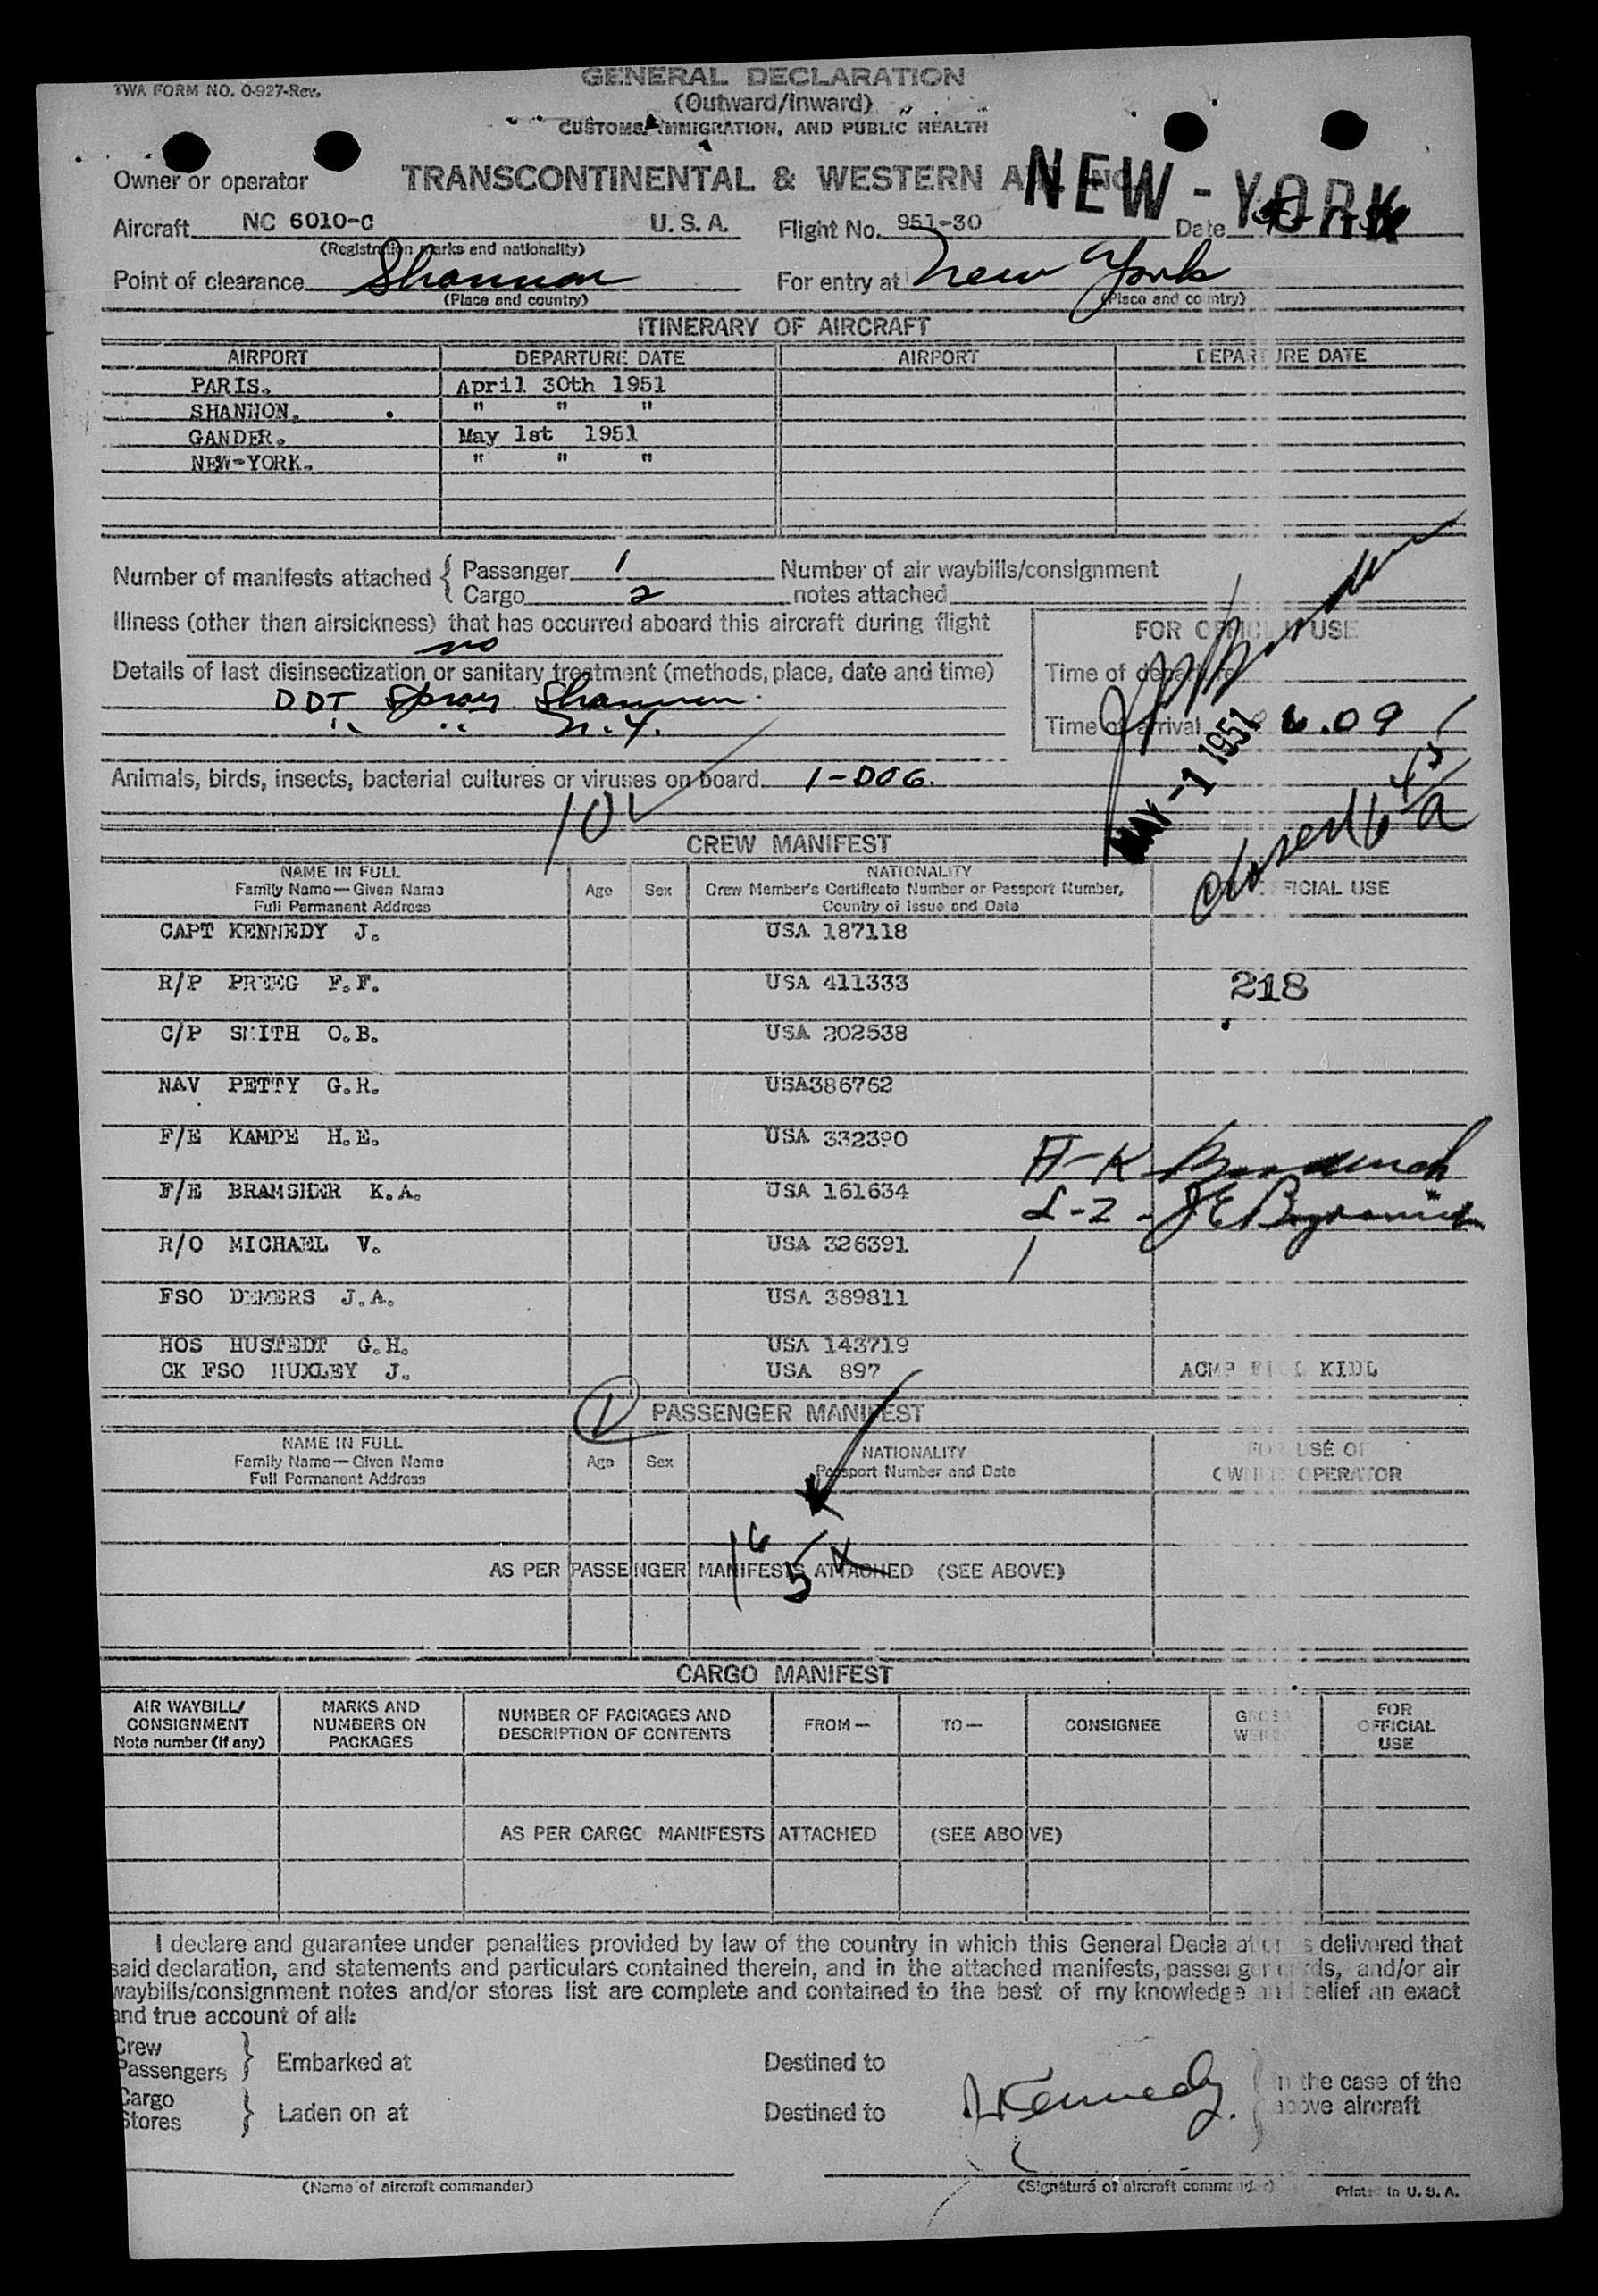 TWA FORM NO. O-927-Rev.
GENERAL DECLARATION
(Outward/Inward)
CUSTOMS, IMMIGRATION, AND PUBLIC HEALTH
Owner or operator TRANSCONTINENTAL & WESTERN AIR, INC.
NEW-YORK
Aircraft NC 6010-C U.S.A. Flight No. 951-30 Date
(Registration marks and nationality)
Point of clearance Shannon For entry at New York
(Place and country) (Place and country)
ITINERARY OF AIRCRAFT
AIRPORT DEPARTURE DATE AIRPORT DEPARTURE DATE
PARIS. April 30th 1951
SHANNON. " " "
GANDER. May 1st 1951
NEW-YORK. " " "
Number of manifests attached { Passenger 1 Number of air waybills/consignment
Cargo 2 notes attached
Illness (other than airsickness) that has occurred aboard this aircraft during flight
no
FOR OFFICIAL USE
Details of last disinsectization or sanitary treatment (methods, place, date and time)
Time of departure
DDT Spray Shannon
" " N.Y.
Time of arrival 6.09
MAY -1 1951
Animals, birds, insects, bacterial cultures or viruses on board 1-DOG.
10
closed 6 45/a
CREW MANIFEST
NAME IN FULL
Family Name—Given Name
Full Permanent Address
Age Sex
NATIONALITY
Crew Member's Certificate Number or Passport Number,
Country of Issue and Date
OFFICIAL USE
CAPT KENNEDY J. USA 187118
R/P PREEG F.F. USA 411333 218
C/P SMITH O.B. USA 202538
NAV PETTY G.R. USA386762
F/E KAMPE H.E. USA 332390
F/E BRAMSIDER K.A. USA 161634
R/O MICHAEL V. USA 326391
FSO DEMERS J.A. USA 389811
HOS HUSTEDT G.H. USA 143719
CK FSO HUXLEY J. USA 897 KIDD
PASSENGER MANIFEST
NAME IN FULL
Family Name—Given Name
Full Permanent Address
Age Sex
NATIONALITY
Passport Number and Date
FOR USE OF
OWNER OPERATOR
AS PER PASSENGER MANIFESTS ATTACHED (SEE ABOVE)
CARGO MANIFEST
AIR WAYBILL/
CONSIGNMENT
Note number (if any)
MARKS AND
NUMBERS ON
PACKAGES
NUMBER OF PACKAGES AND
DESCRIPTION OF CONTENTS
FROM—
TO—
CONSIGNEE
GROSS
WEIGHT
FOR
OFFICIAL
USE
AS PER CARGO MANIFESTS ATTACHED (SEE ABOVE)
I declare and guarantee under penalties provided by law of the country in which this General Declaration is delivered that
said declaration, and statements and particulars contained therein, and in the attached manifests, passenger cards, and/or air
waybills/consignment notes and/or stores list are complete and contained to the best of my knowledge and belief an exact
and true account of all:
Crew
Passengers } Embarked at Destined to
Cargo
Stores } Laden on at Destined to
J Kennedy
In the case of the
above aircraft
(Name of aircraft commander) (Signature of aircraft commander) Printed in U.S.A.